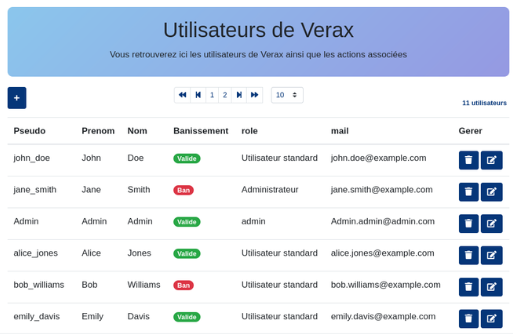 Utilisateurs de Verax
Vous retrouverez ici les utilisateurs de Verax ainsi que les actions associées
+ 1 2 10
11 utilisateurs
Pseudo Prenom Nom Banissement role mail Gerer
john_doe John Doe Valide Utilisateur standard john.doe@example.com
jane_smith Jane Smith Ban Administrateur jane.smith@example.com
Admin Admin Admin Valide admin Admin.admin@admin.com
alice_jones Alice Jones Valide Utilisateur standard alice.jones@example.com
bob_williams Bob Williams Ban Utilisateur standard bob.williams@example.com
emily_davis Emily Davis Valide Utilisateur standard emily.davis@example.com